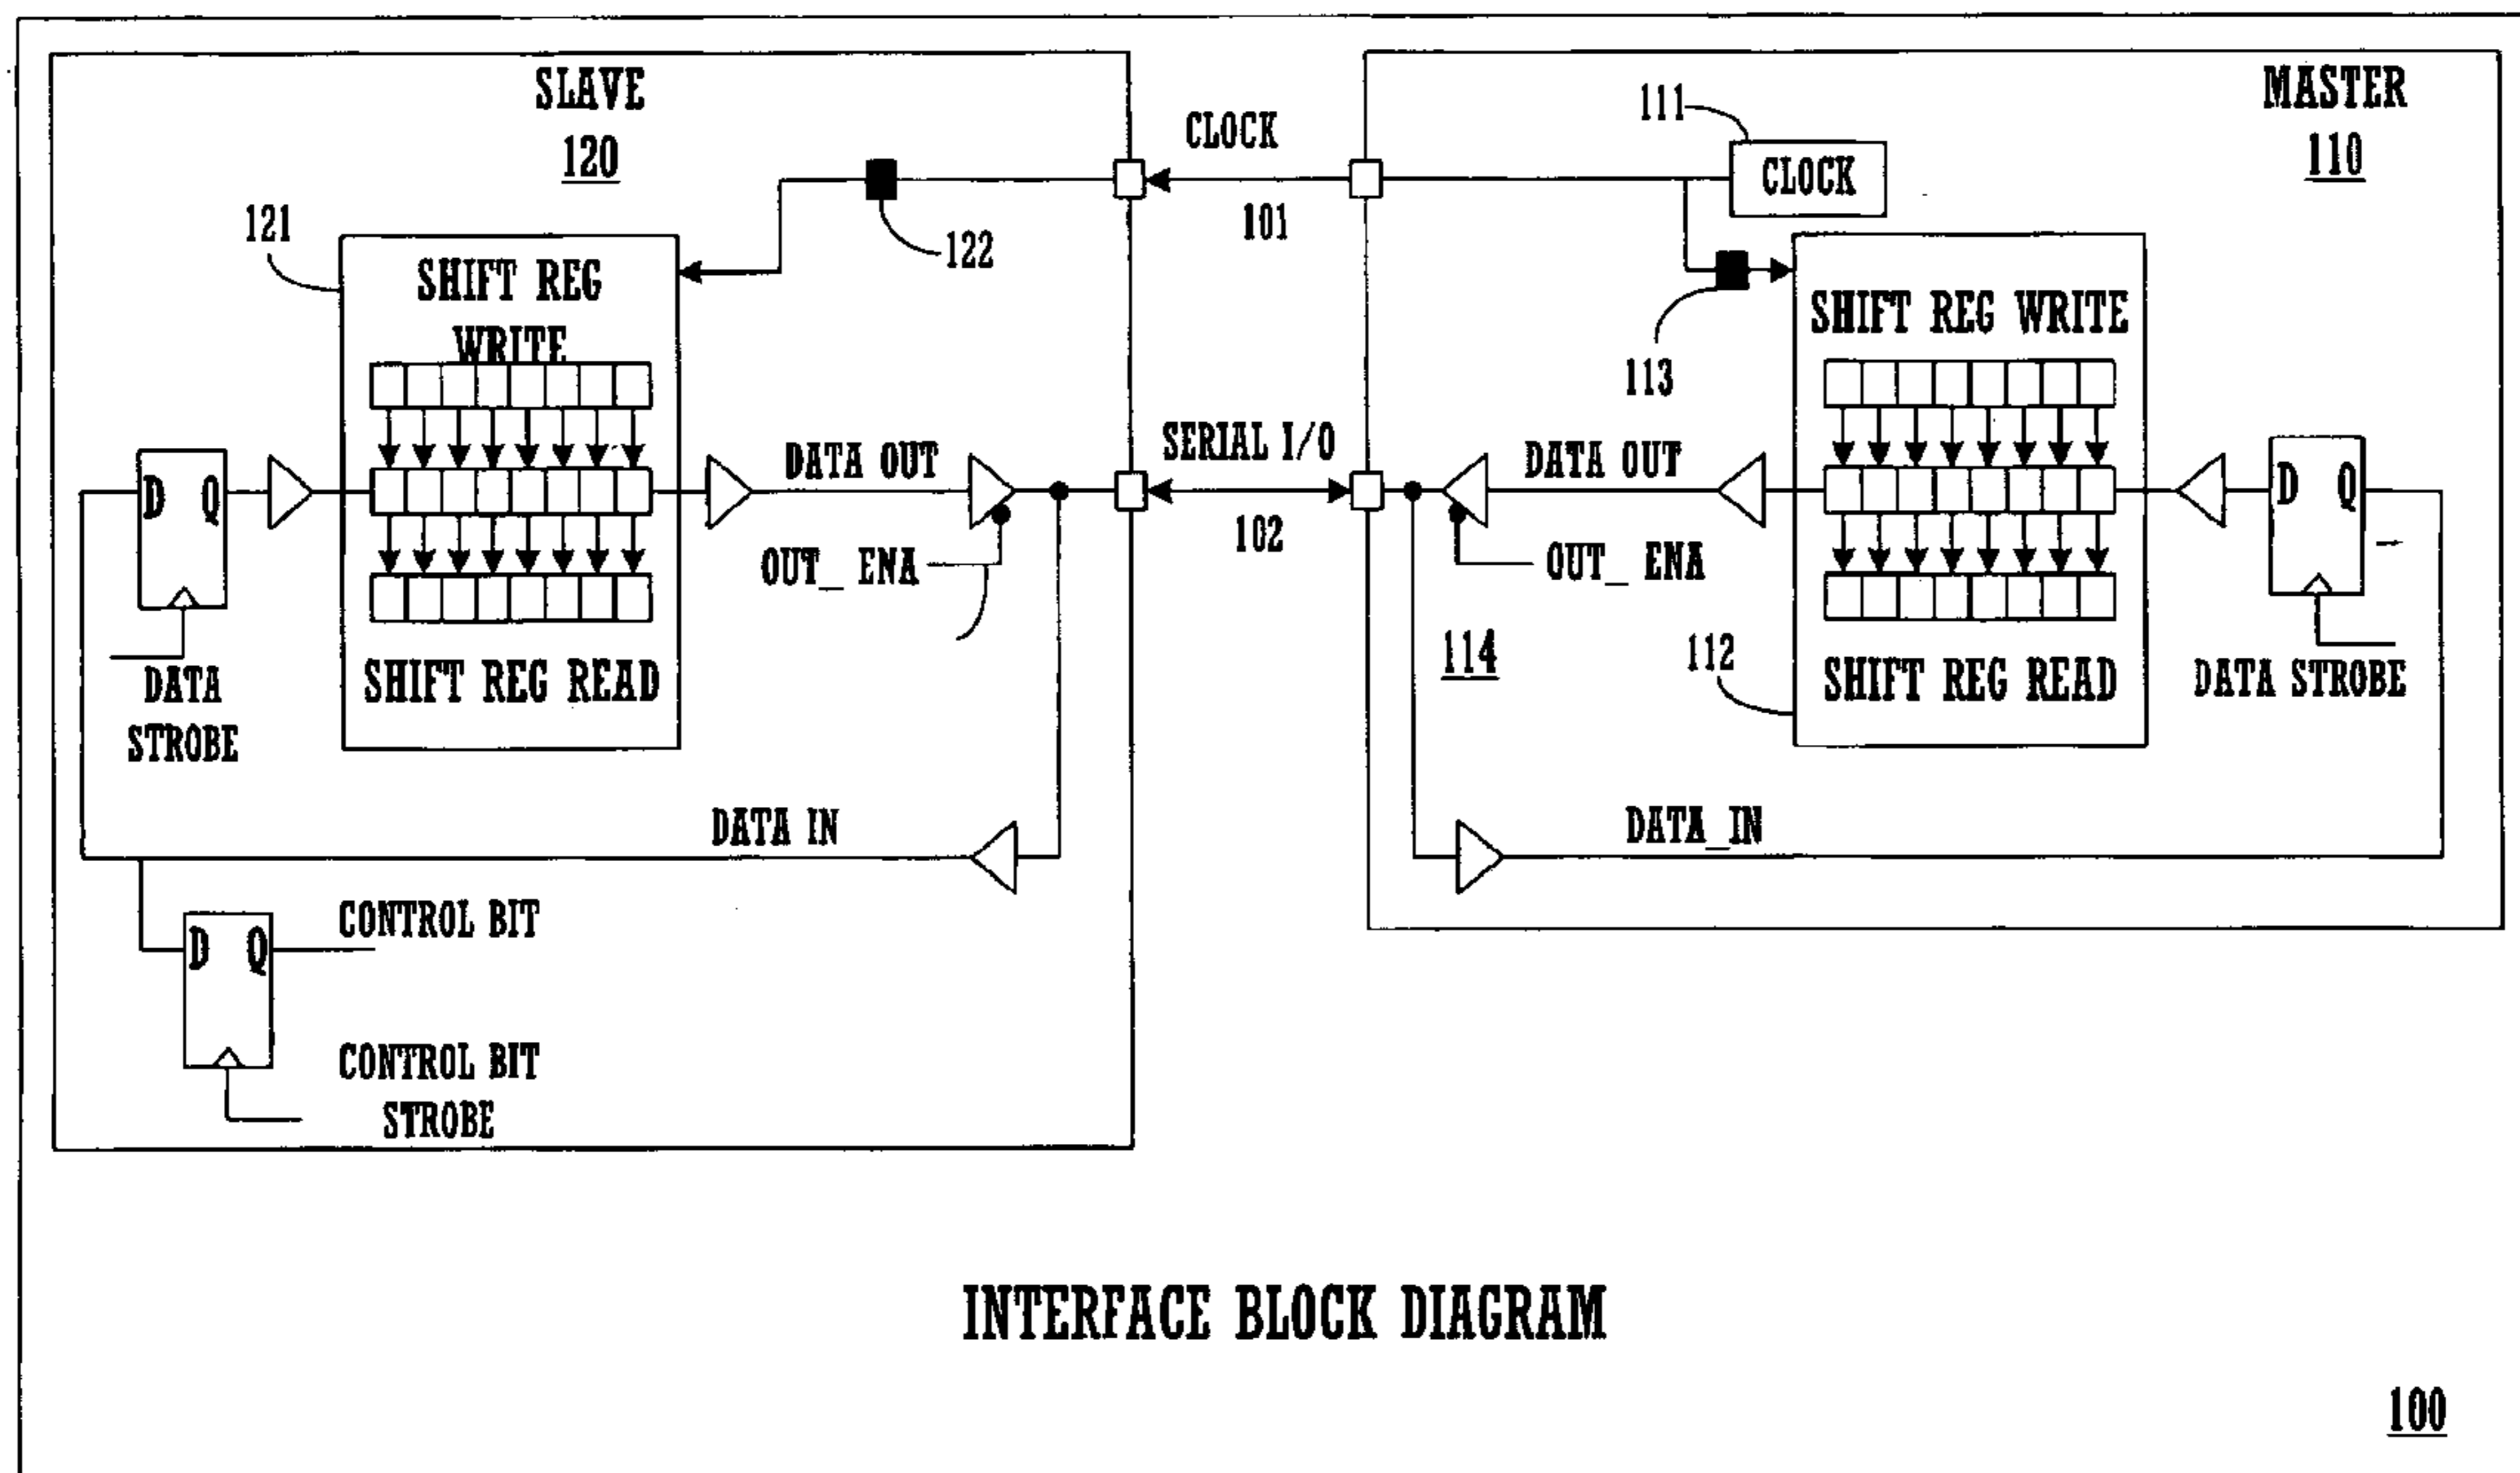 SLAVE
120
121
SHIFT REG
WRITE
122
D Q
DATA OUT
OUT_ ENA
DATA
STROBE
SHIFT REG READ
DATA IN
D Q
CONTROL BIT
CONTROL BIT
STROBE
CLOCK
101
SERIAL I/O
102
MASTER
110
111
CLOCK
113
SHIFT REG WRITE
DATA OUT
OUT_ ENA
D Q
114
112
SHIFT REG READ
DATA STROBE
DATA_IN
INTERFACE BLOCK DIAGRAM
100